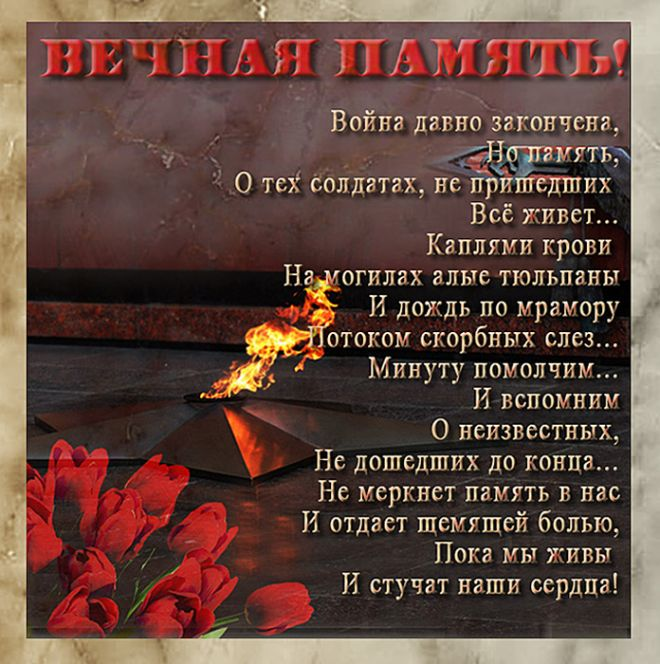 ВЕЧНАЯ ПАМЯТЬ!
Война давно закончена,
Но память,
О тех солдатах, не пришедших
Всё живет...
Каплями крови
На могилах алые тюльпаны
И дождь по мрамору
Потоком скорбных слез...
Минуту помолчим...
И вспомним
О неизвестных,
Не дошедших до конца...
Не меркнет память в нас
И отдает щемящей болью,
Пока мы живы
И стучат наши сердца!